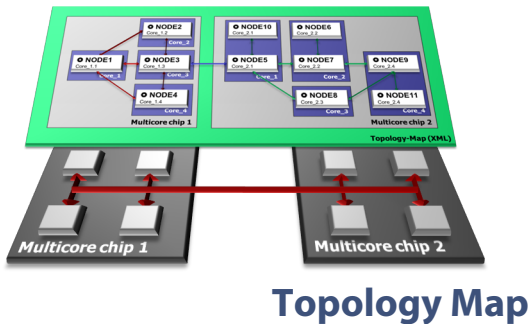 NODE2
Core_1.2
Core_2
NODE1
Core_1.1
Core_1
NODE3
Core_1.3
Core_3
NODE4
Core_1.4
Core_4
Multicore chip 1
NODE10
Core_2.1
NODE6
Core_2.2
NODE5
Core_2.1
Core_1
NODE7
Core_2.2
Core_2
NODE9
Core_2.4
NODE8
Core_2.3
Core_3
NODE11
Core_2.4
Core_4
Multicore chip 2
Topology-Map (XML)
Multicore chip 1
Multicore chip 2
Topology Map